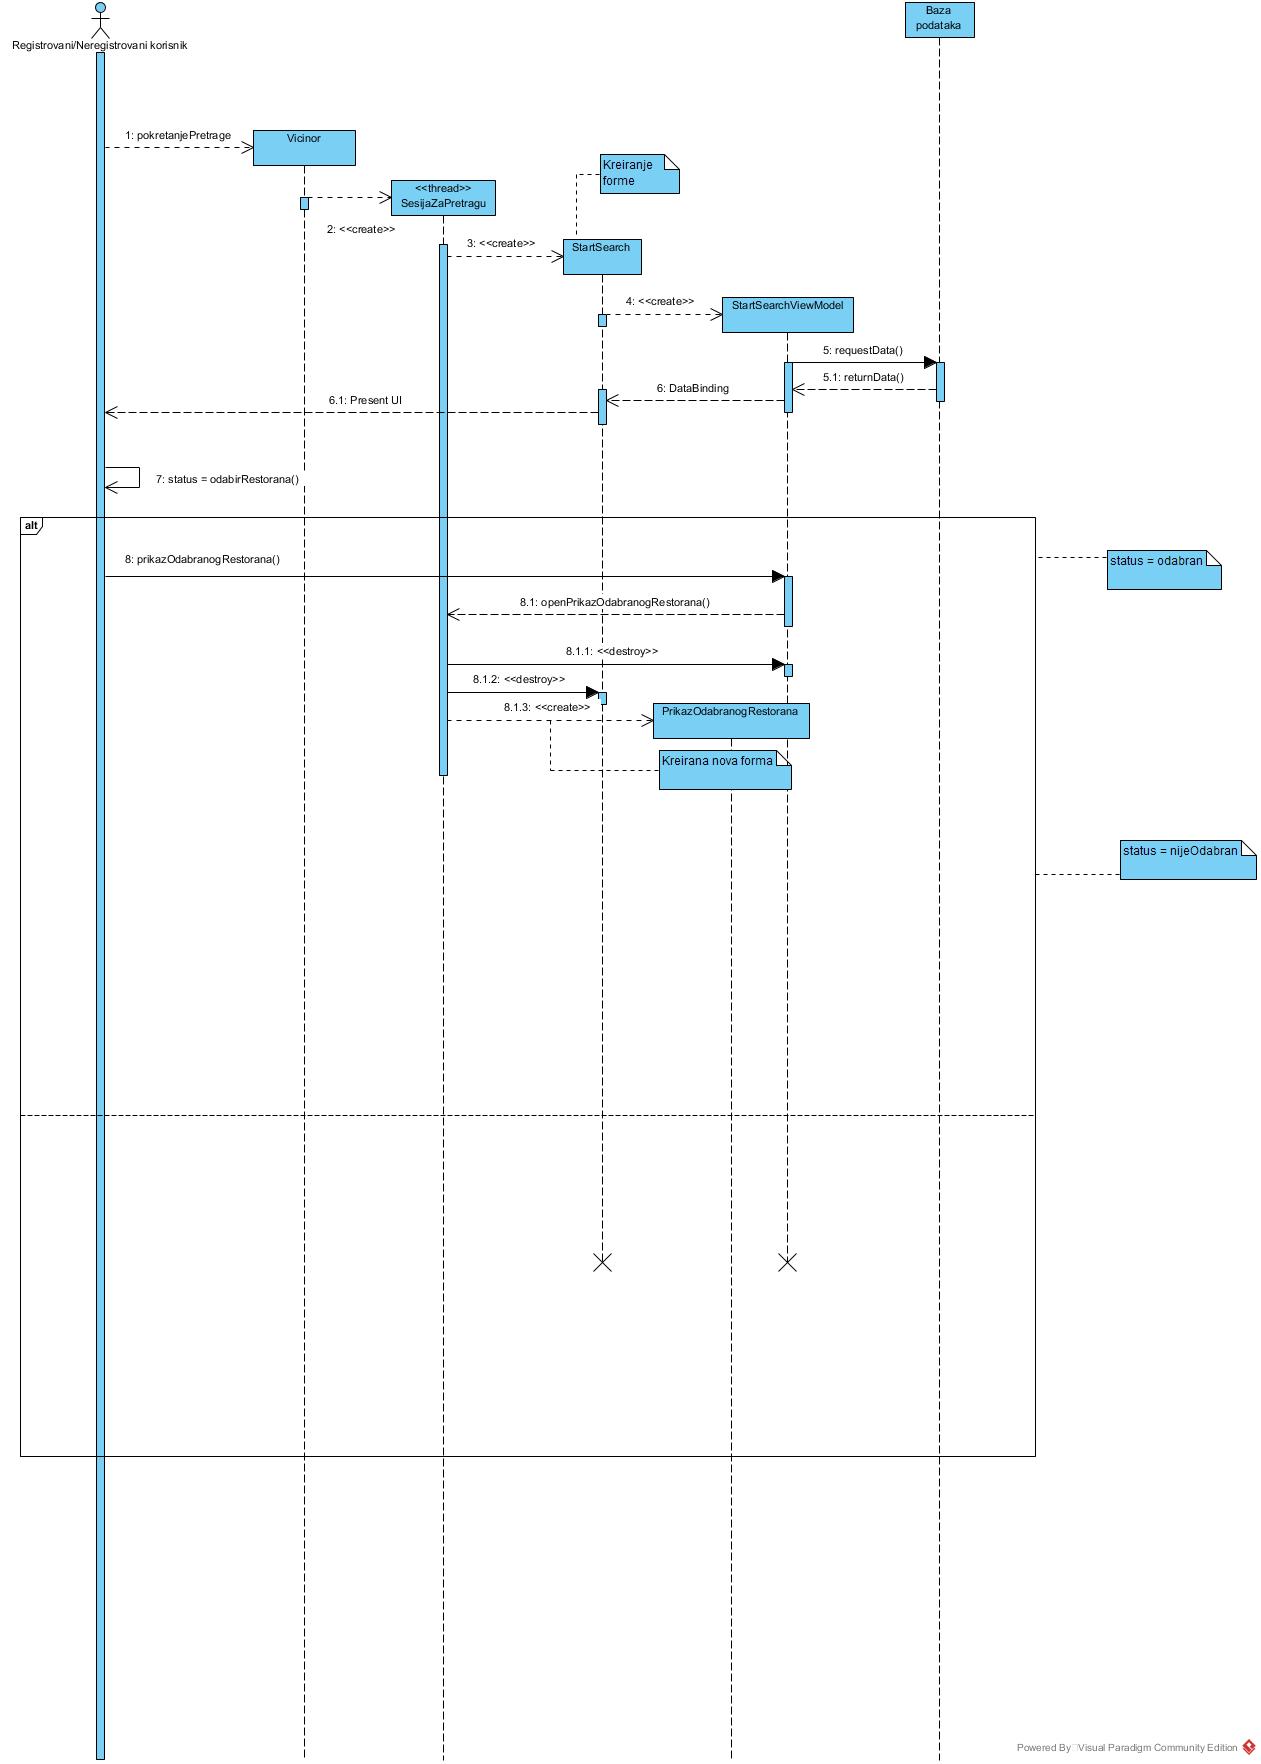 Baza
podataka
Registrovani/Neregistrovani korisnik
1: pokretanjePretrage
Vicinor
Kreiranje
forme
<<thread>>
SesijaZaPretragu
2: <<create>>
3: <<create>>
StartSearch
4: <<create>>
StartSearchViewModel
5: requestData()
5.1: returnData()
6: DataBinding
6.1: Present UI
7: status = odabirRestorana()
alt
8: prikazOdabranogRestorana()
status = odabran
8.1: openPrikazOdabranogRestorana()
8.1.1: <<destroy>>
8.1.2: <<destroy>>
8.1.3: <<create>>
PrikazOdabranogRestorana
Kreirana nova forma
status = nijeOdabran
Powered By Visual Paradigm Community Edition